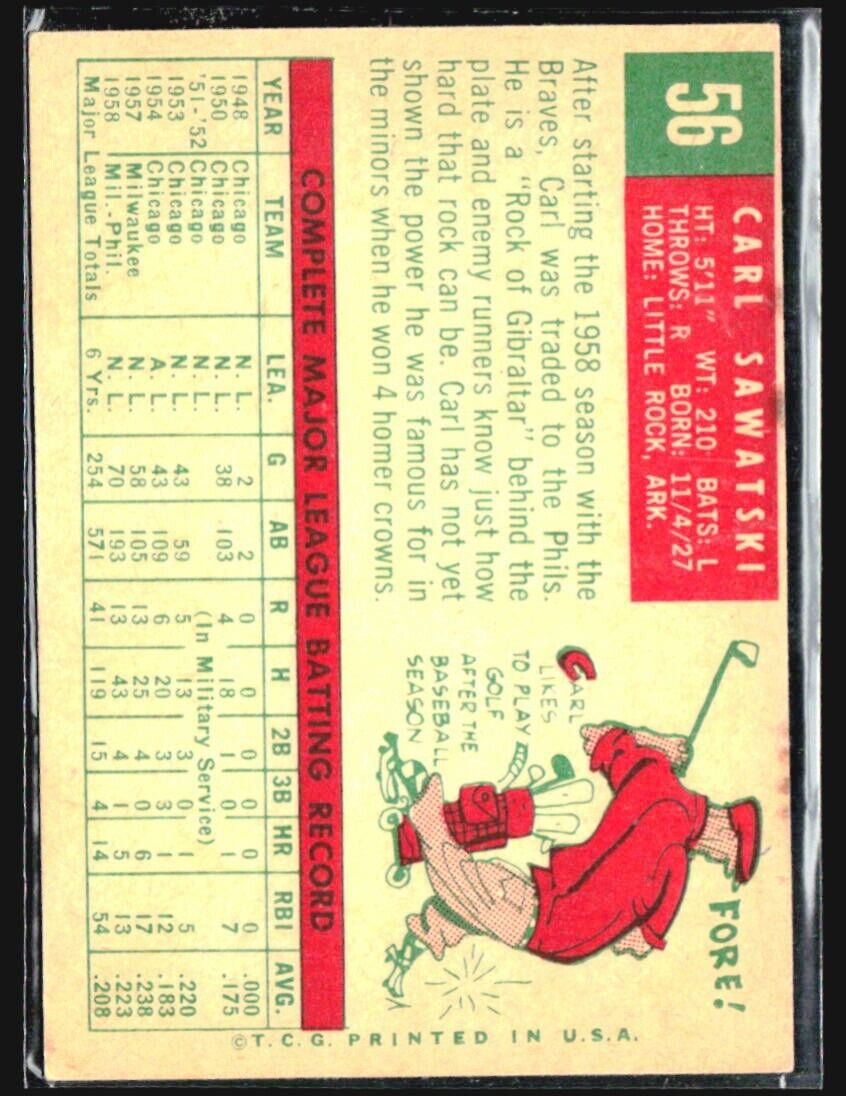 56
CARL SAWATSKI
HT: 5'11" WT: 210 BATS: L
THROWS: R BORN: 11/4/27
HOME: LITTLE ROCK, ARK.
After starting the 1958 season with the
Braves, Carl was traded to the Phils.
He is a "Rock of Gibraltar" behind the
plate and enemy runners know just how
hard that rock can be. Carl has not yet
shown the power he was famous for in
the minors when he won 4 homer crowns.
FORE!
CARL
LIKES
TO PLAY
GOLF
AFTER THE
BASEBALL
SEASON
COMPLETE MAJOR LEAGUE BATTING RECORD
YEAR TEAM LEA. G AB R H 2B 3B HR RBI AVG.
1948 Chicago N.L. 2 2 0 0 0 0 0 0 .000
1950 Chicago N.L. 38 103 4 18 1 0 1 7 .175
'51-'52 Chicago N.L. (In Military Service)
1953 Chicago N.L. 43 59 5 13 3 0 1 5 .220
1954 Chicago A.L. 43 109 6 20 3 3 1 12 .183
1957 Milwaukee N.L. 58 105 13 25 4 0 6 17 .238
1958 Mil.-Phil. N.L. 70 193 13 43 4 1 5 13 .223
Major League Totals 6 Yrs. 254 571 41 119 15 4 14 54 .208
©T.C.G. PRINTED IN U.S.A.